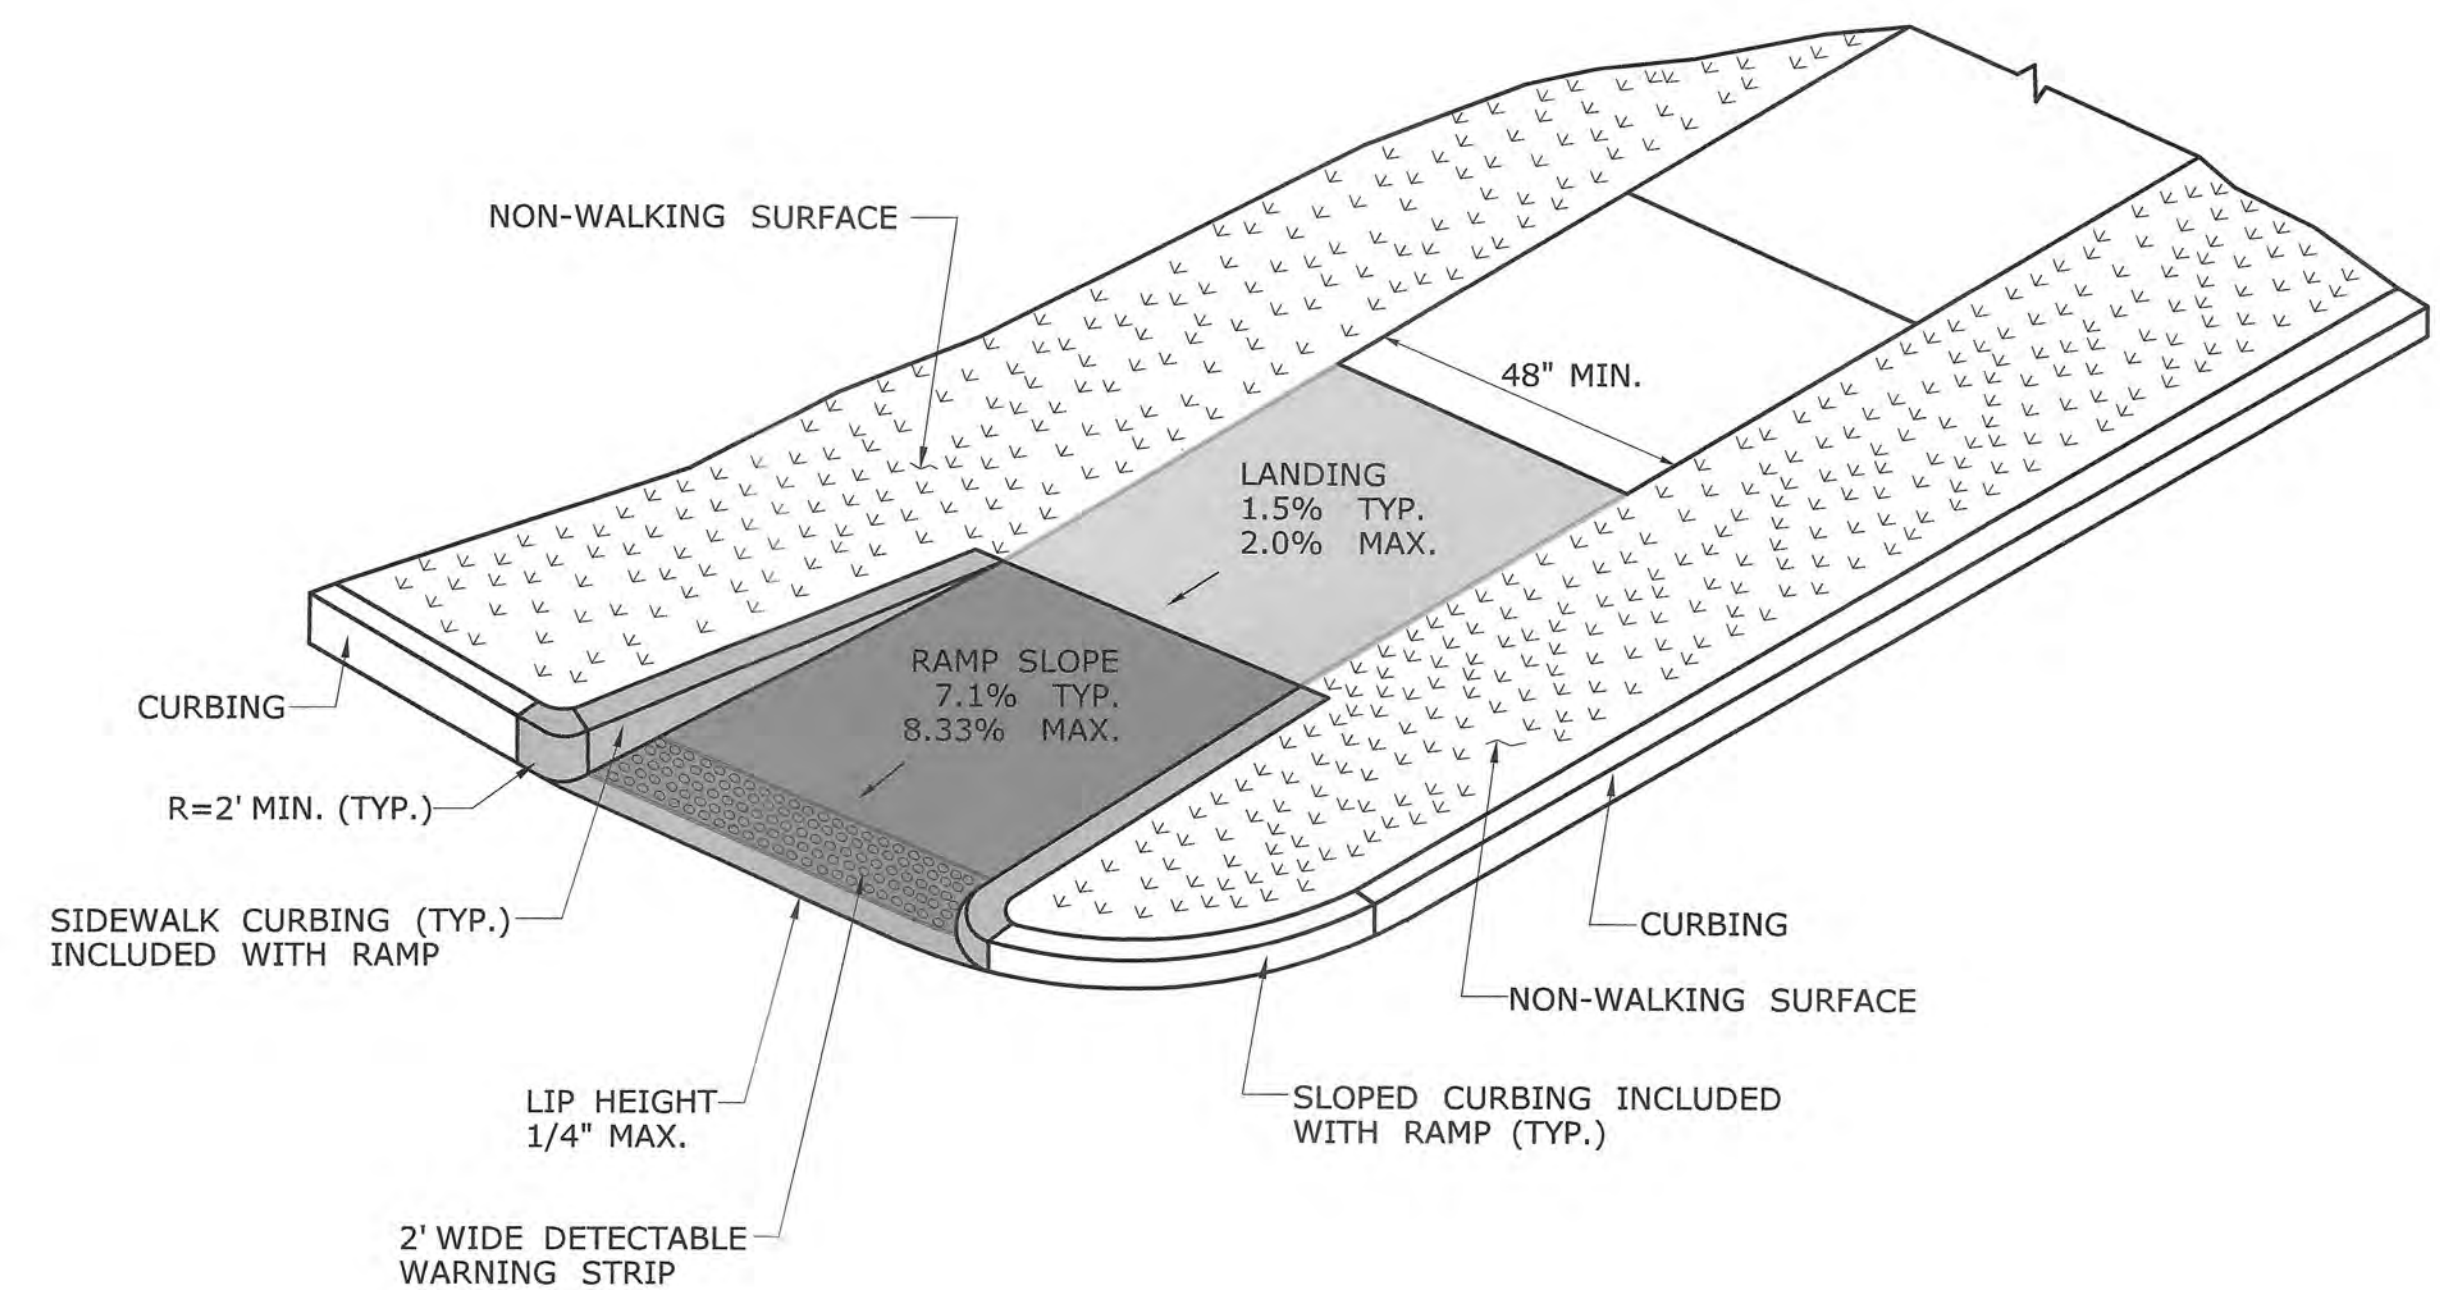 NON-WALKING SURFACE
48" MIN.
LANDING
1.5% TYP.
2.0% MAX.
RAMP SLOPE
7.1% TYP.
8.33% MAX.
CURBING
R=2' MIN. (TYP.)
SIDEWALK CURBING (TYP.)
INCLUDED WITH RAMP
CURBING
NON-WALKING SURFACE
LIP HEIGHT
1/4" MAX.
SLOPED CURBING INCLUDED
WITH RAMP (TYP.)
2' WIDE DETECTABLE
WARNING STRIP